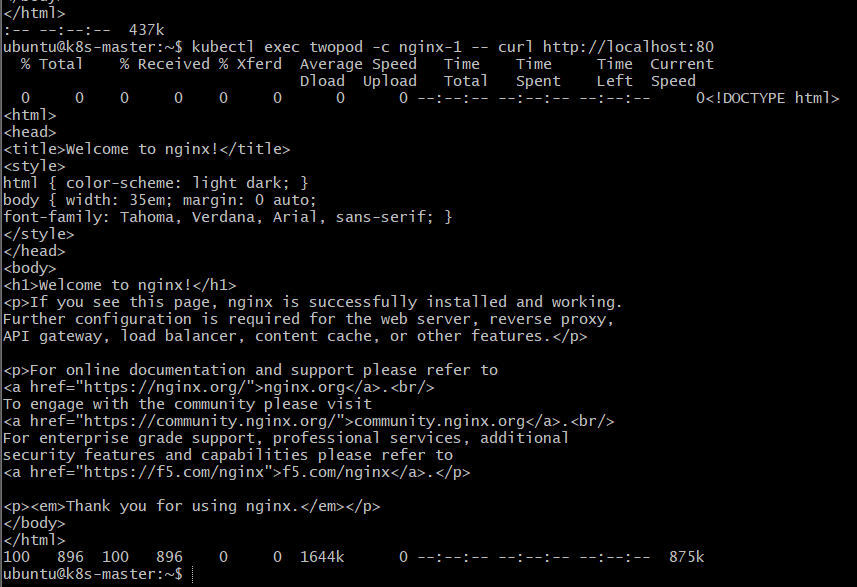 </body>
</html>
:-- --:--:--  437k
ubuntu@k8s-master:~$ kubectl exec twopod -c nginx-1 -- curl http://localhost:80
  % Total    % Received % Xferd  Average Speed   Time    Time     Time  Current
                                 Dload  Upload   Total   Spent    Left  Speed
  0     0    0     0    0     0      0      0 --:--:-- --:--:-- --:--:--     0<!DOCTYPE html>
<html>
<head>
<title>Welcome to nginx!</title>
<style>
html { color-scheme: light dark; }
body { width: 35em; margin: 0 auto;
font-family: Tahoma, Verdana, Arial, sans-serif; }
</style>
</head>
<body>
<h1>Welcome to nginx!</h1>
<p>If you see this page, nginx is successfully installed and working.
Further configuration is required for the web server, reverse proxy,
API gateway, load balancer, content cache, or other features.</p>

<p>For online documentation and support please refer to
<a href="https://nginx.org/">nginx.org</a>.<br/>
To engage with the community please visit
<a href="https://community.nginx.org/">community.nginx.org</a>.<br/>
For enterprise grade support, professional services, additional
security features and capabilities please refer to
<a href="https://f5.com/nginx">f5.com/nginx</a>.</p>

<p><em>Thank you for using nginx.</em></p>
</body>
</html>
100   896  100   896    0     0  1644k      0 --:--:-- --:--:-- --:--:--  875k
ubuntu@k8s-master:~$